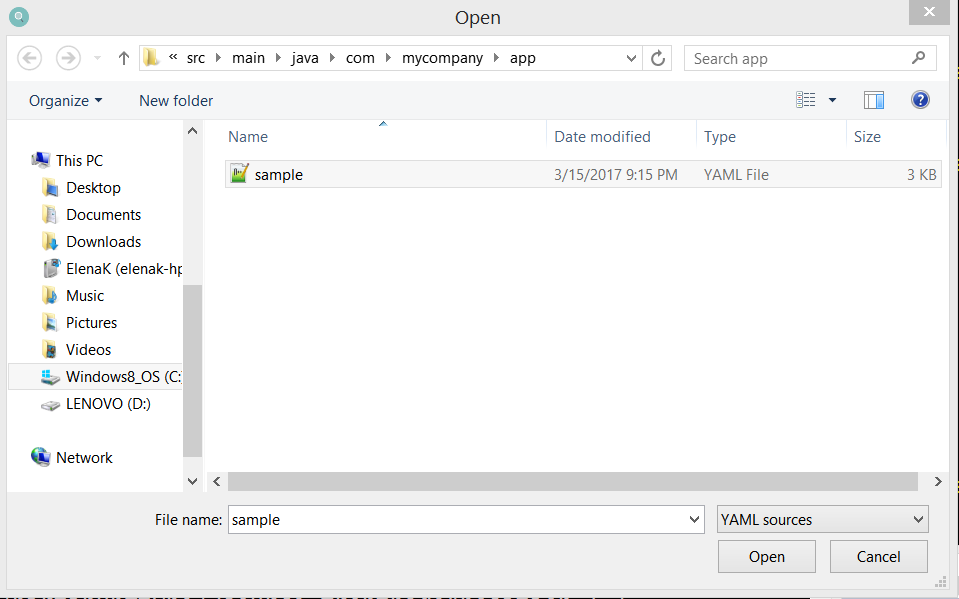 Open
« src main java com mycompany app
Search app
Organize
New folder
Name
Date modified
Type
Size
sample
3/15/2017 9:15 PM
YAML File
3 KB
This PC
Desktop
Documents
Downloads
ElenaK (elenak-hp
Music
Pictures
Videos
Windows8_OS (C:
LENOVO (D:)
Network
File name:
sample
YAML sources
Open
Cancel